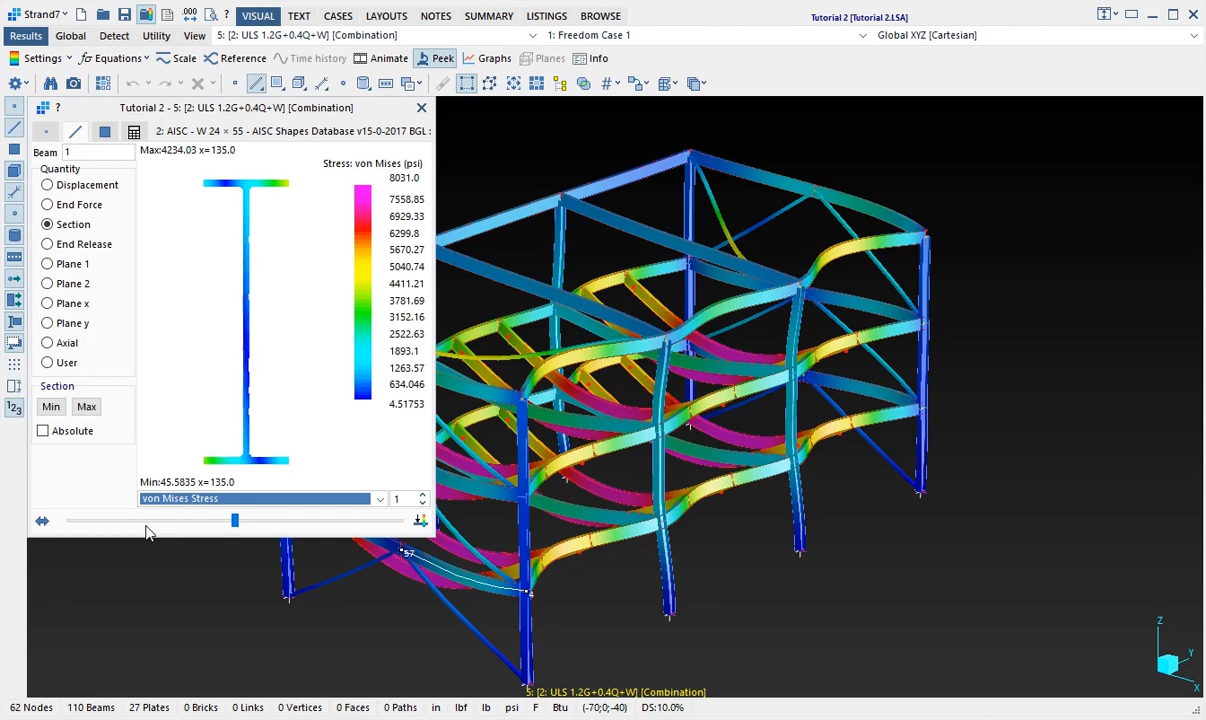 Strand7
.000
?
VISUAL TEXT CASES LAYOUTS NOTES SUMMARY LISTINGS BROWSE
Tutorial 2 [Tutorial 2.LSA]
Results Global Detect Utility View 5: [2: ULS 1.2G+0.4Q+W] [Combination] 1: Freedom Case 1 Global XYZ [Cartesian]
Settings Equations Scale Reference Time history Animate Peek Graphs Planes Info
? Tutorial 2 - 5: [2: ULS 1.2G+0.4Q+W] [Combination]
2: AISC - W 24 × 55 - AISC Shapes Database v15-0-2017 BGL :
Beam 1
Max:4234.03 x=135.0
Quantity
Displacement
End Force
Section
End Release
Plane 1
Plane 2
Plane x
Plane y
Axial
User
Section
Min Max
Absolute
Stress: von Mises (psi)
8031.0
7558.85
6929.33
6299.8
5670.27
5040.74
4411.21
3781.69
3152.16
2522.63
1893.1
1263.57
634.046
4.51753
Min:45.5835 x=135.0
von Mises Stress 1
123
57
4
Z
Y
X
5: [2: ULS 1.2G+0.4Q+W] [Combination]
62 Nodes 110 Beams 27 Plates 0 Bricks 0 Links 0 Vertices 0 Faces 0 Paths in lbf lb psi F Btu (-70;0;-40) DS:10.0%